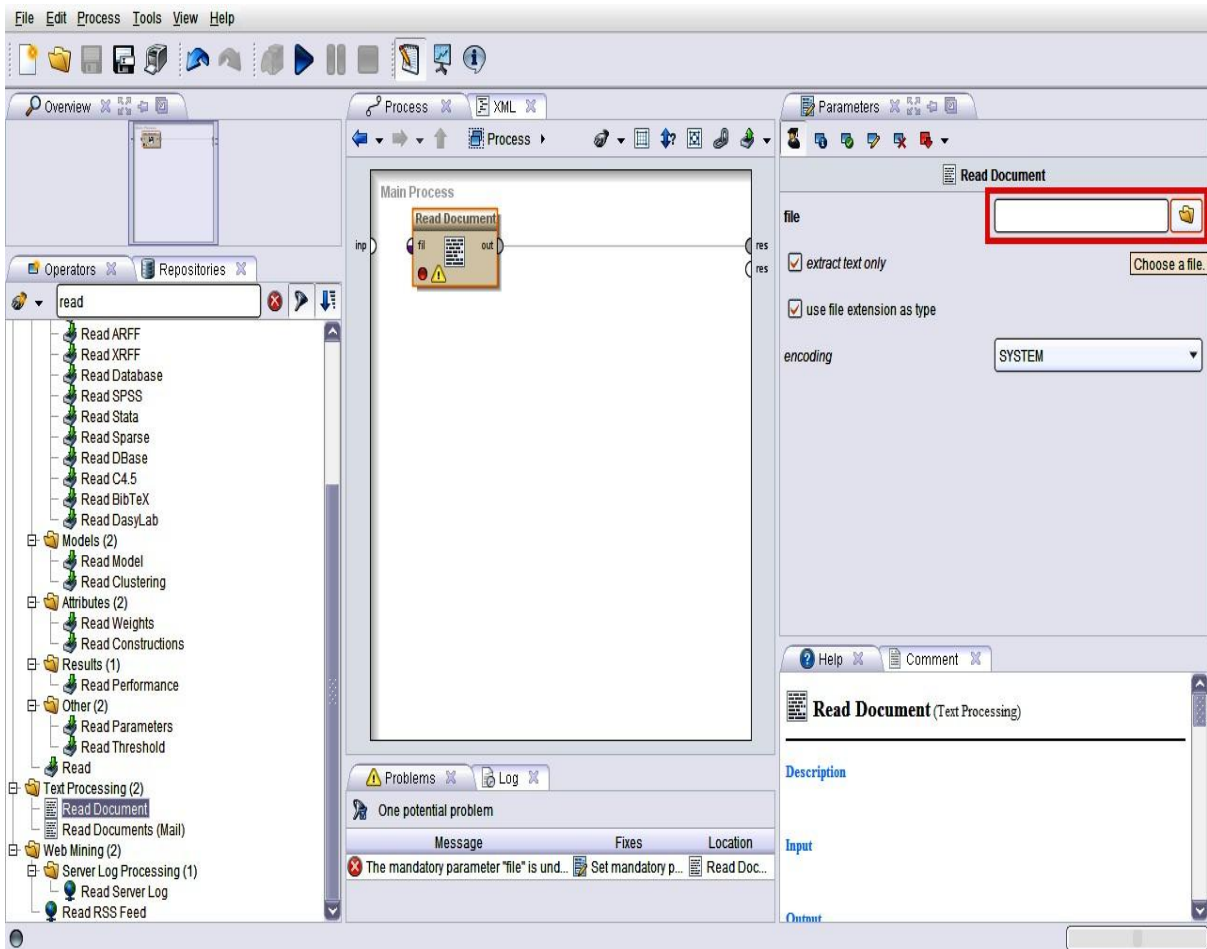 File Edit Process Tools View Help
Overview
Process
XML
Parameters
Process
Read Document
Main Process
Read Document
inp
fil
out
res
res
file
extract text only
Choose a file.
use file extension as type
encoding
SYSTEM
Operators
Repositories
read
Read ARFF
Read XRFF
Read Database
Read SPSS
Read Stata
Read Sparse
Read DBase
Read C4.5
Read BibTeX
Read DasyLab
Models (2)
Read Model
Read Clustering
Attributes (2)
Read Weights
Read Constructions
Results (1)
Read Performance
Other (2)
Read Parameters
Read Threshold
Read
Text Processing (2)
Read Document
Read Documents (Mail)
Web Mining (2)
Server Log Processing (1)
Read Server Log
Read RSS Feed
Problems
Log
One potential problem
Message Fixes Location
The mandatory parameter "file" is und... Set mandatory p... Read Doc...
Help
Comment
Read Document (Text Processing)
Description
Input
Output